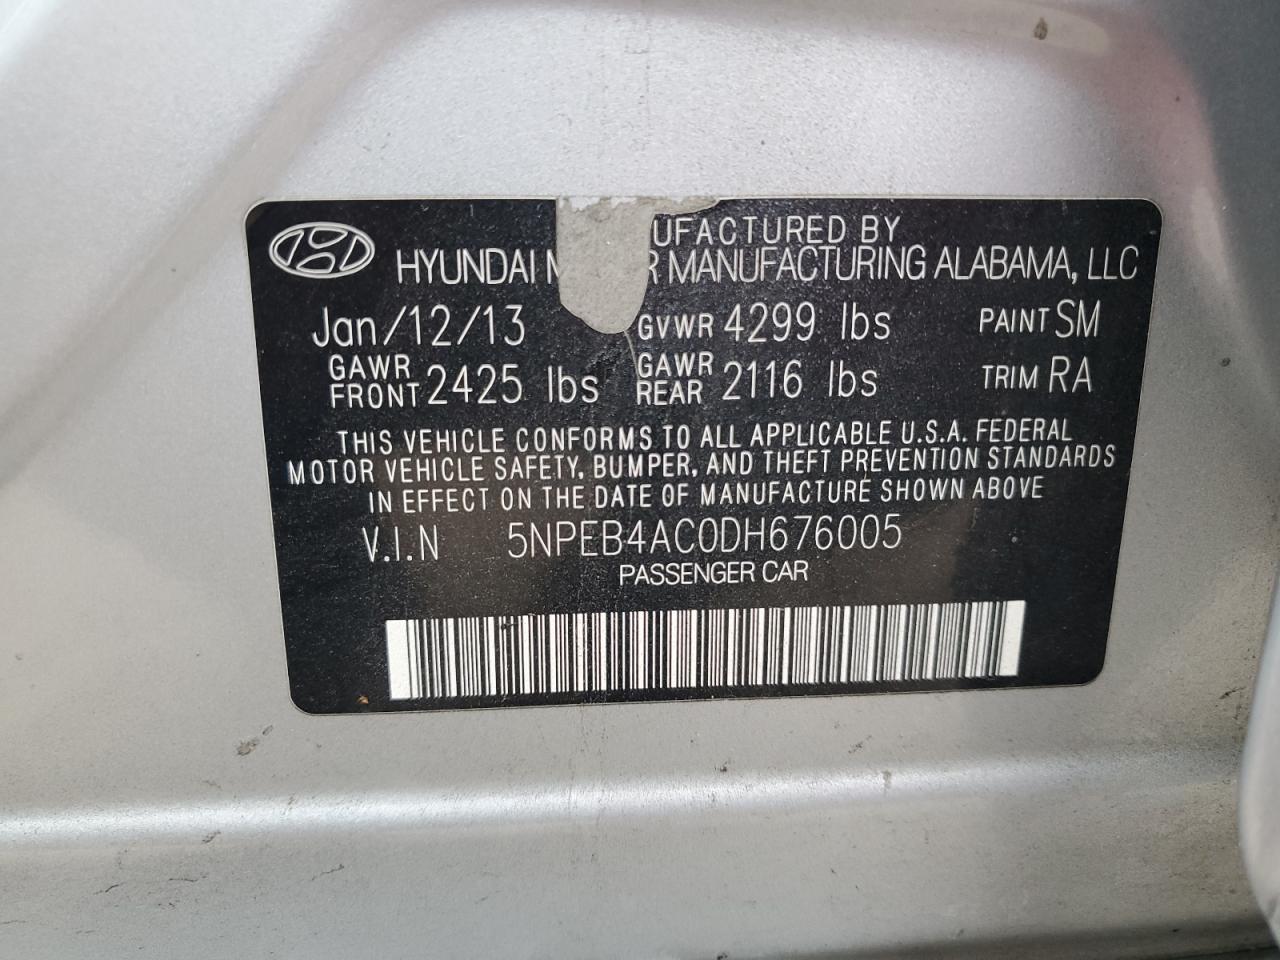 UFACTURED BY
HYUNDAI R MANUFACTURING ALABAMA, LLC
Jan/12/13 GVWR 4299 lbs PAINT SM
GAWR FRONT 2425 lbs GAWR REAR 2116 lbs TRIM RA
THIS VEHICLE CONFORMS TO ALL APPLICABLE U.S.A. FEDERAL
MOTOR VEHICLE SAFETY, BUMPER, AND THEFT PREVENTION STANDARDS
IN EFFECT ON THE DATE OF MANUFACTURE SHOWN ABOVE
V.I.N 5NPEB4AC0DH676005
PASSENGER CAR